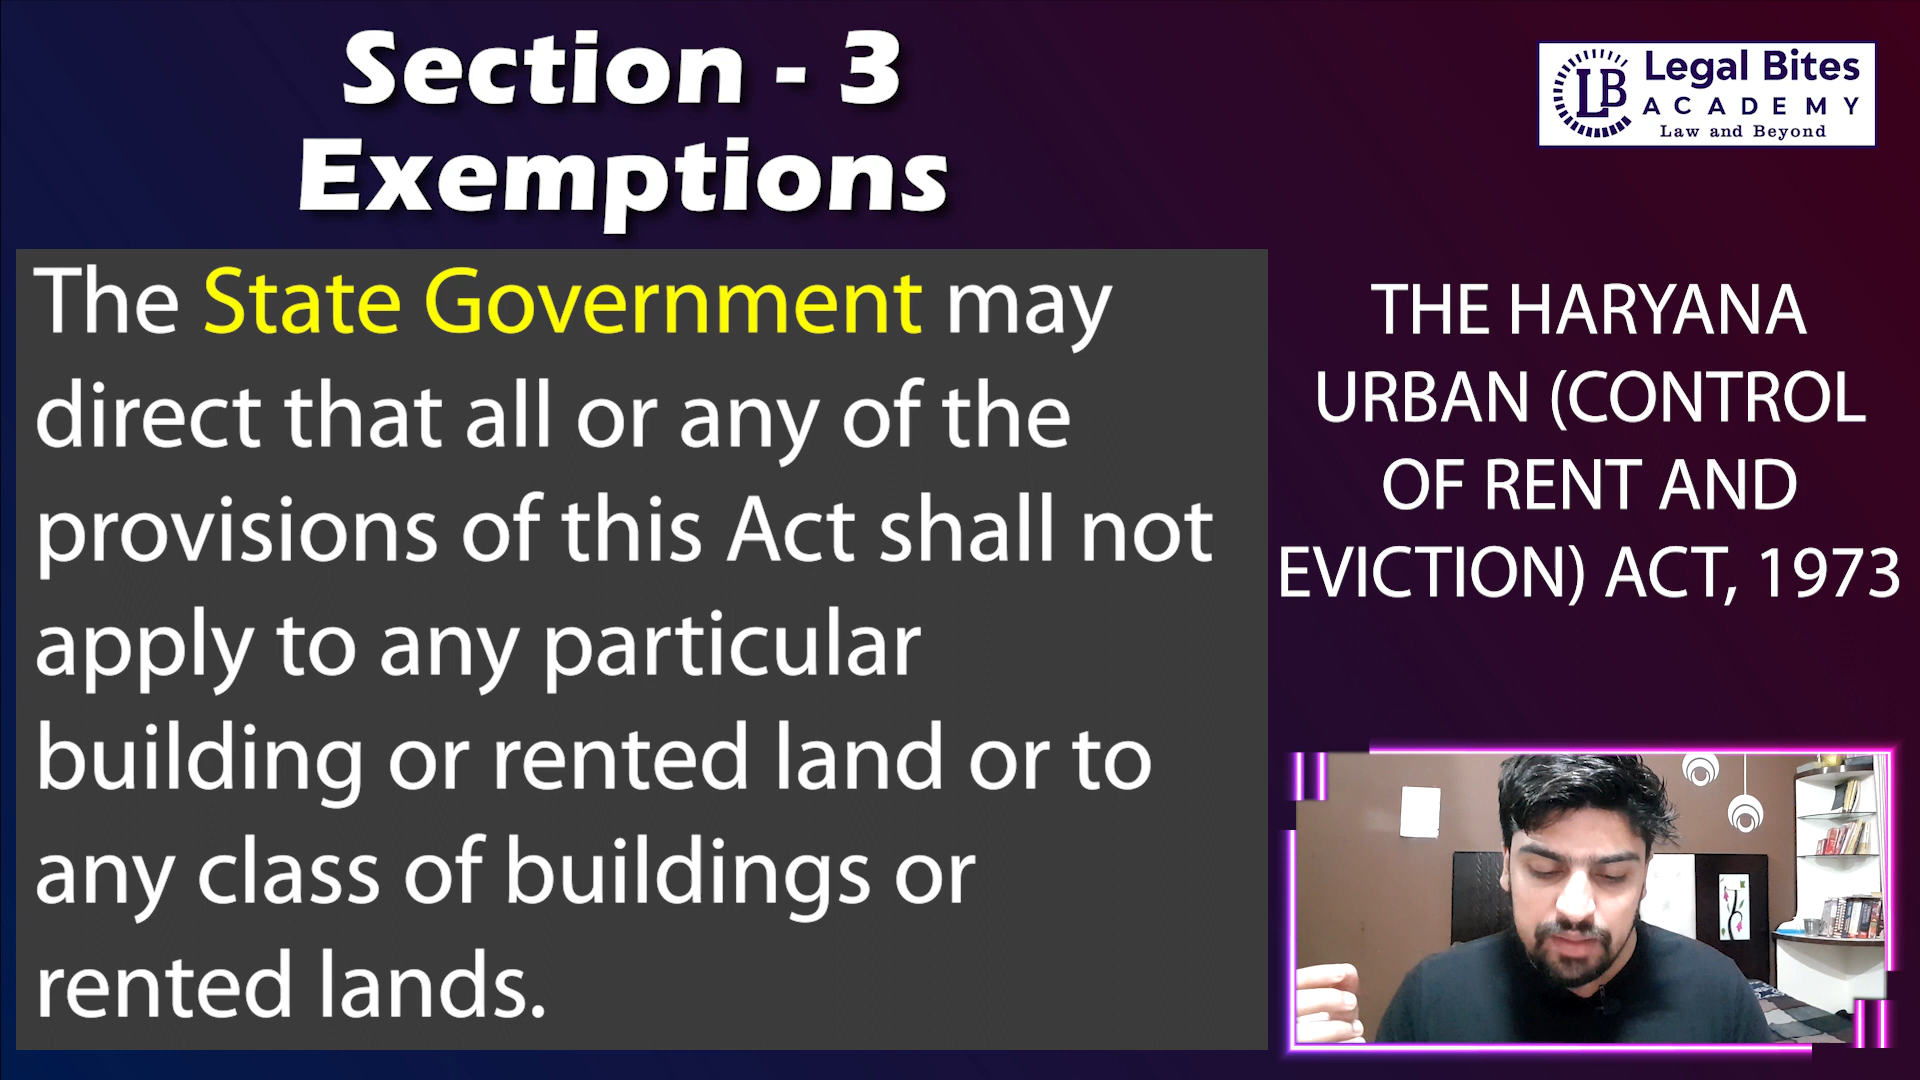 Section - 3
Exemptions
LB
Legal Bites
ACADEMY
Law and Beyond
The State Government may
direct that all or any of the
provisions of this Act shall not
apply to any particular
building or rented land or to
any class of buildings or
rented lands.
THE HARYANA
URBAN (CONTROL
OF RENT AND
EVICTION) ACT, 1973